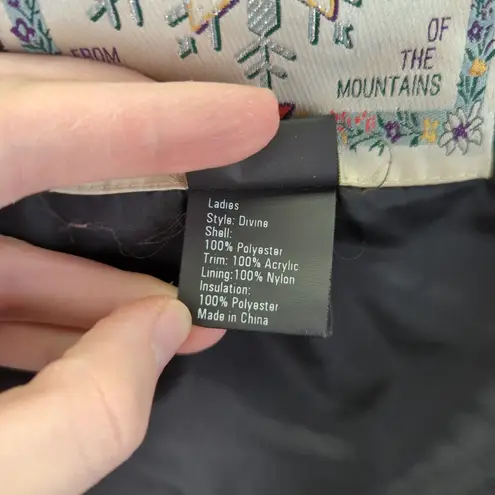 FROM
OF
THE
MOUNTAINS
Ladies
Style: Divine
Shell:
100% Polyester
Trim: 100% Acrylic
Lining:100% Nylon
Insulation:
100% Polyester
Made in China